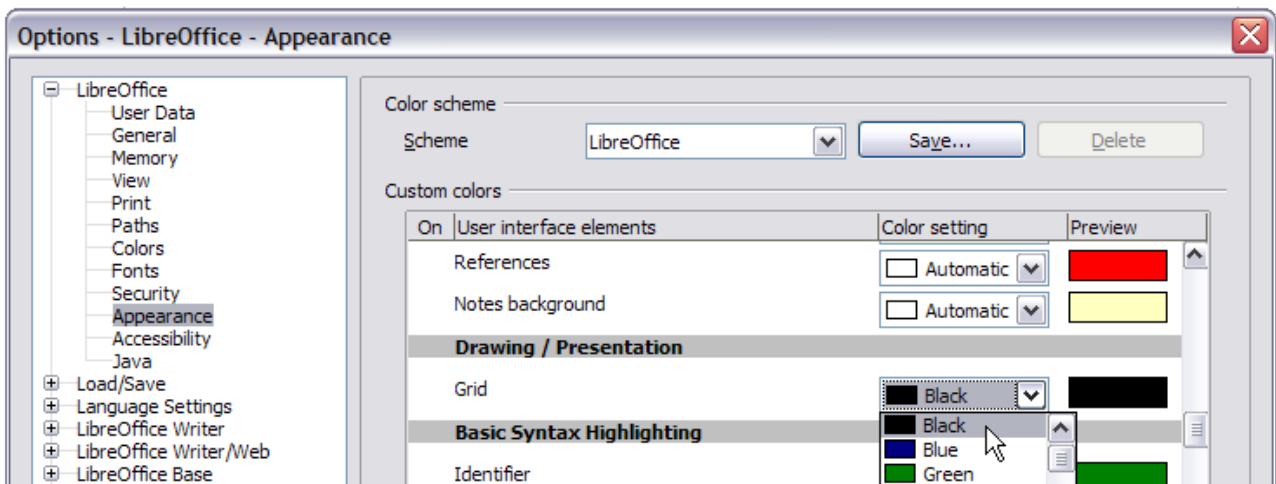 Options - LibreOffice - Appearance
LibreOffice
User Data
General
Memory
View
Print
Paths
Colors
Fonts
Security
Appearance
Accessibility
Java
Load/Save
Language Settings
LibreOffice Writer
LibreOffice Writer/Web
LibreOffice Base
Color scheme
Scheme LibreOffice Save... Delete
Custom colors
On User interface elements Color setting Preview
References Automatic
Notes background Automatic
Drawing / Presentation
Grid Black
Black
Basic Syntax Highlighting
Blue
Identifier Green